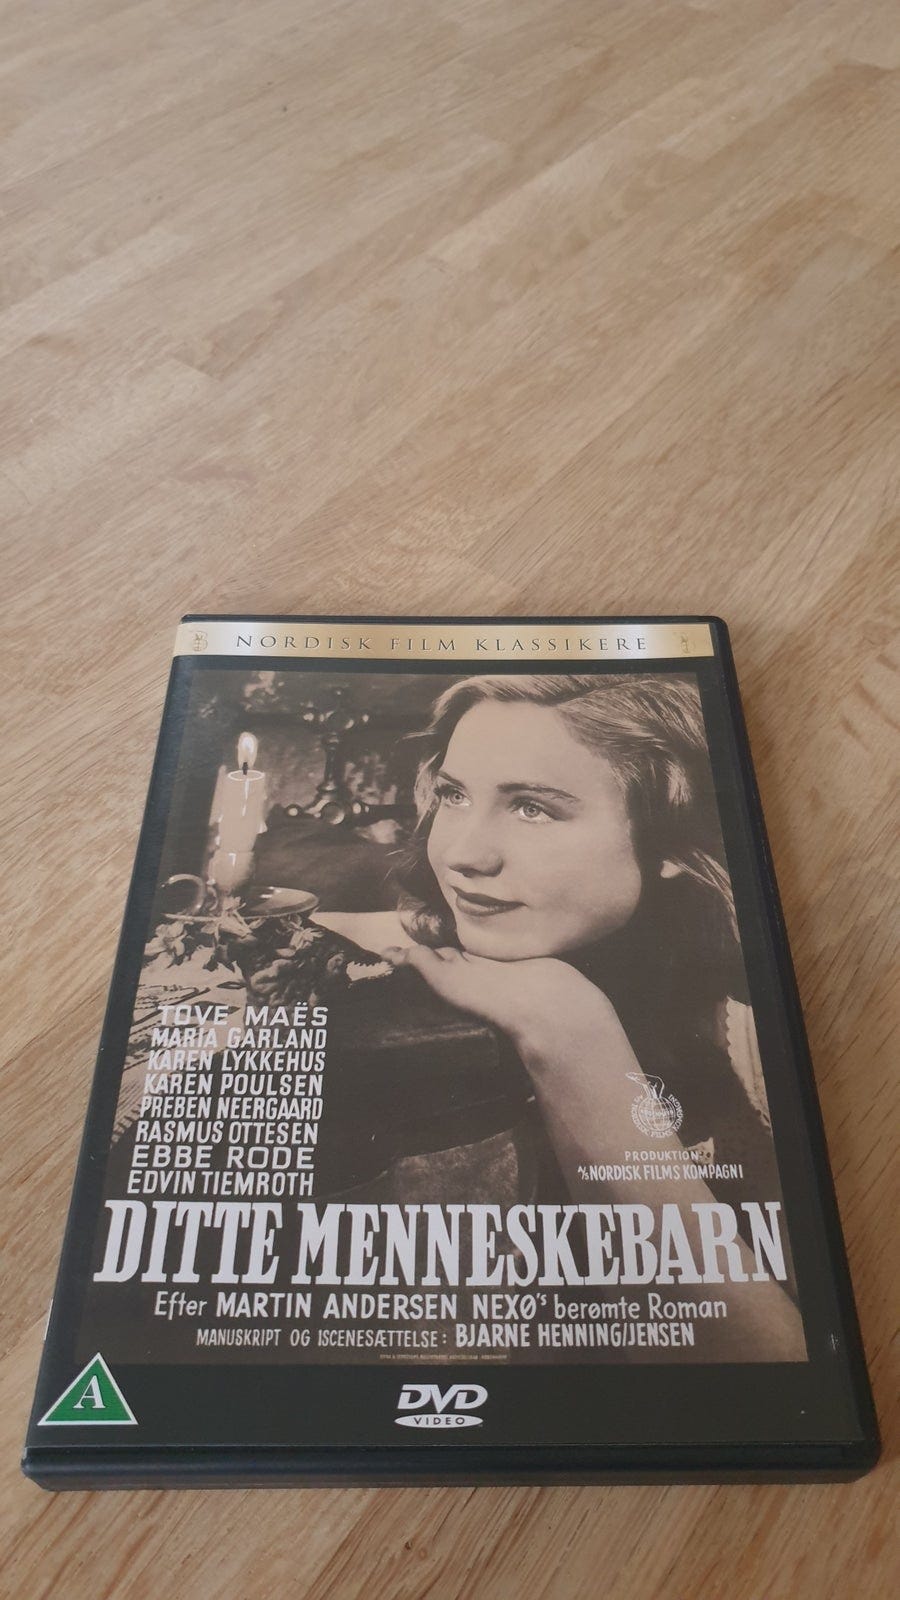 NORDISK FILM KLASSIKERE
TOVE MAËS
MARIA GARLAND
KAREN LYKKEHUS
KAREN POULSEN
PREBEN NEERGAARD
RASMUS OTTESEN
EBBE RODE
EDVIN TIEMROTH
PRODUKTION:
A/S NORDISK FILMS KOMPAGNI
DITTE MENNESKEBARN
Efter MARTIN ANDERSEN NEXØ's berømte Roman
MANUSKRIPT OG ISCENESÆTTELSE: BJARNE HENNING/JENSEN
A
DVD
VIDEO